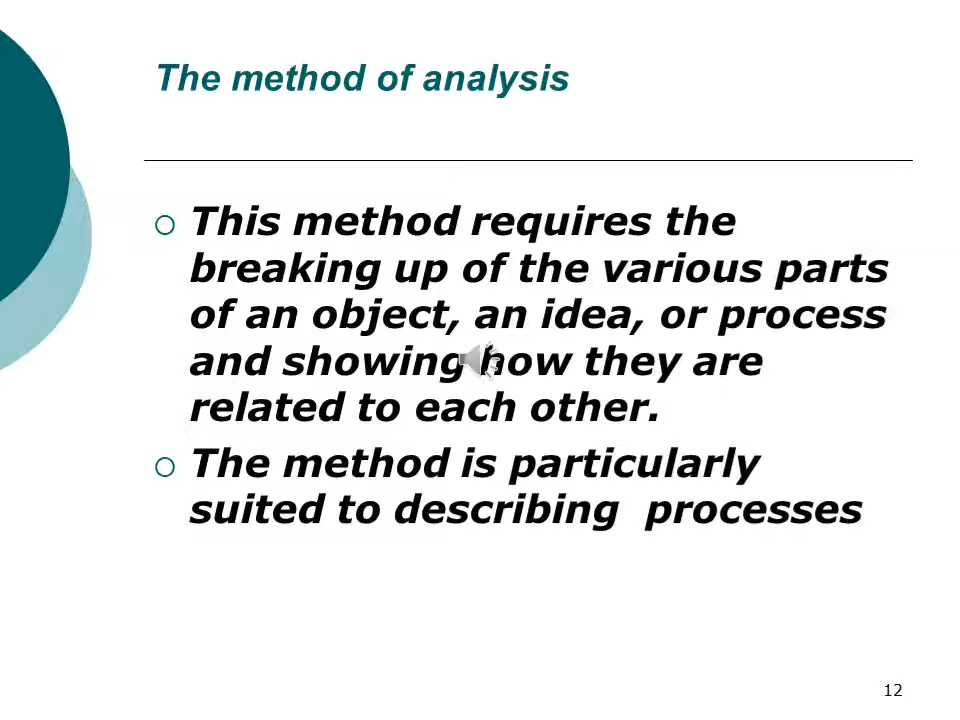 The method of analysis
This method requires the
breaking up of the various parts
of an object, an idea, or process
and showing how they are
related to each other.
The method is particularly
suited to describing  processes
12